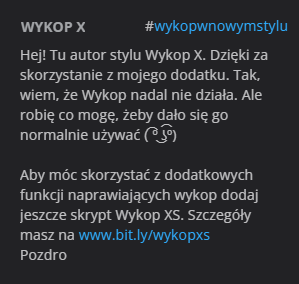 WYKOP X #wykopwnowymstylu
Hej! Tu autor stylu Wykop X. Dzięki za
skorzystanie z mojego dodatku. Tak,
wiem, że Wykop nadal nie działa. Ale
robię co mogę, żeby dało się go
normalnie używać ( ͡° ͜ʖ ͡°)

Aby móc skorzystać z dodatkowych
funkcji naprawiających wykop dodaj
jeszcze skrypt Wykop XS. Szczegóły
masz na www.bit.ly/wykopxs
Pozdro